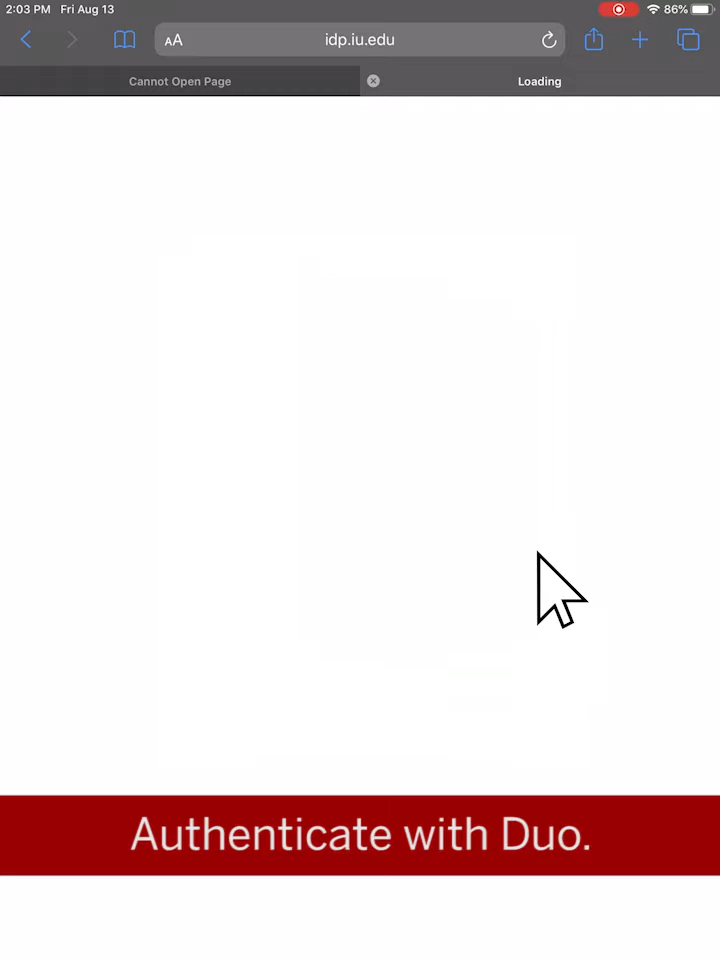 2:03 PM Fri Aug 13
86%
AA
idp.iu.edu
Cannot Open Page
Loading
Authenticate with Duo.